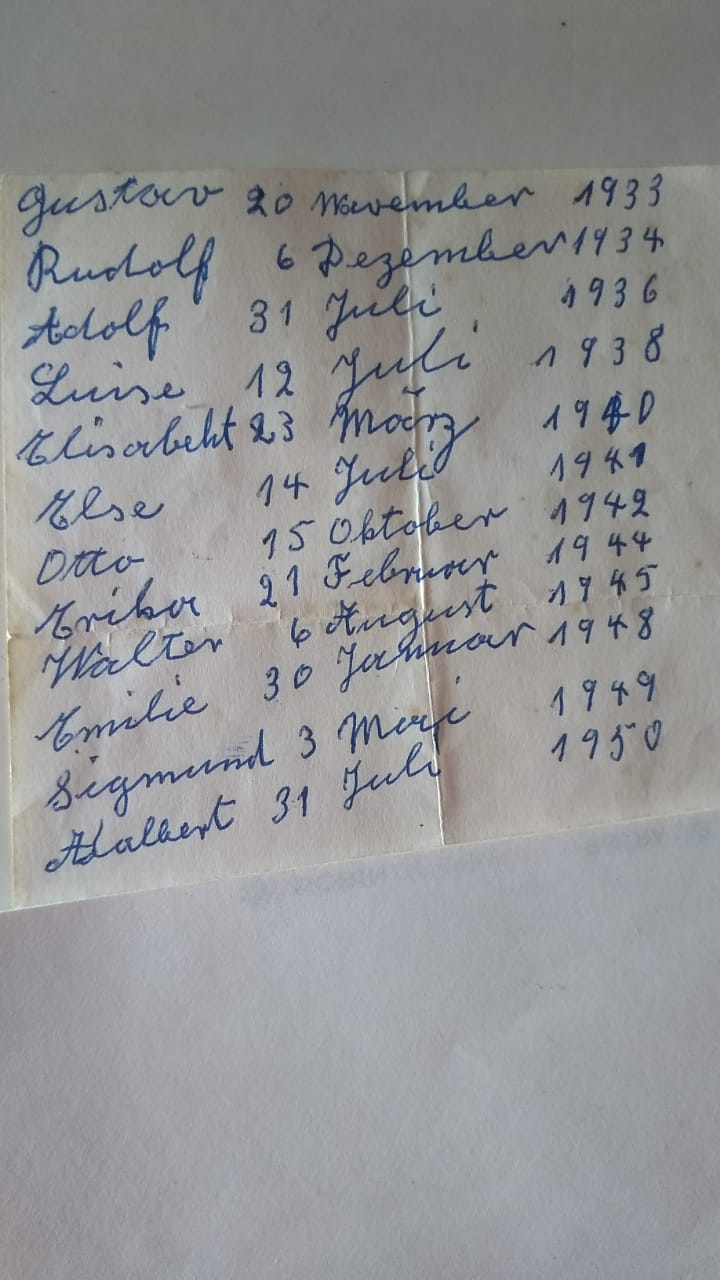 Gustav 20 November 1933
Rudolf 6 Dezember 1934
Adolf 31 Juli 1936
Luise 12 Juli 1938
Elisabeht 23 März 1940
Else 14 Juli 1941
Otto 15 Oktober 1942
Erika 21 Februar 1944
Walter 6 August 1945
Emilie 30 Januar 1948
Sigmund 3 Mai 1949
Adalbert 31 Juli 1950